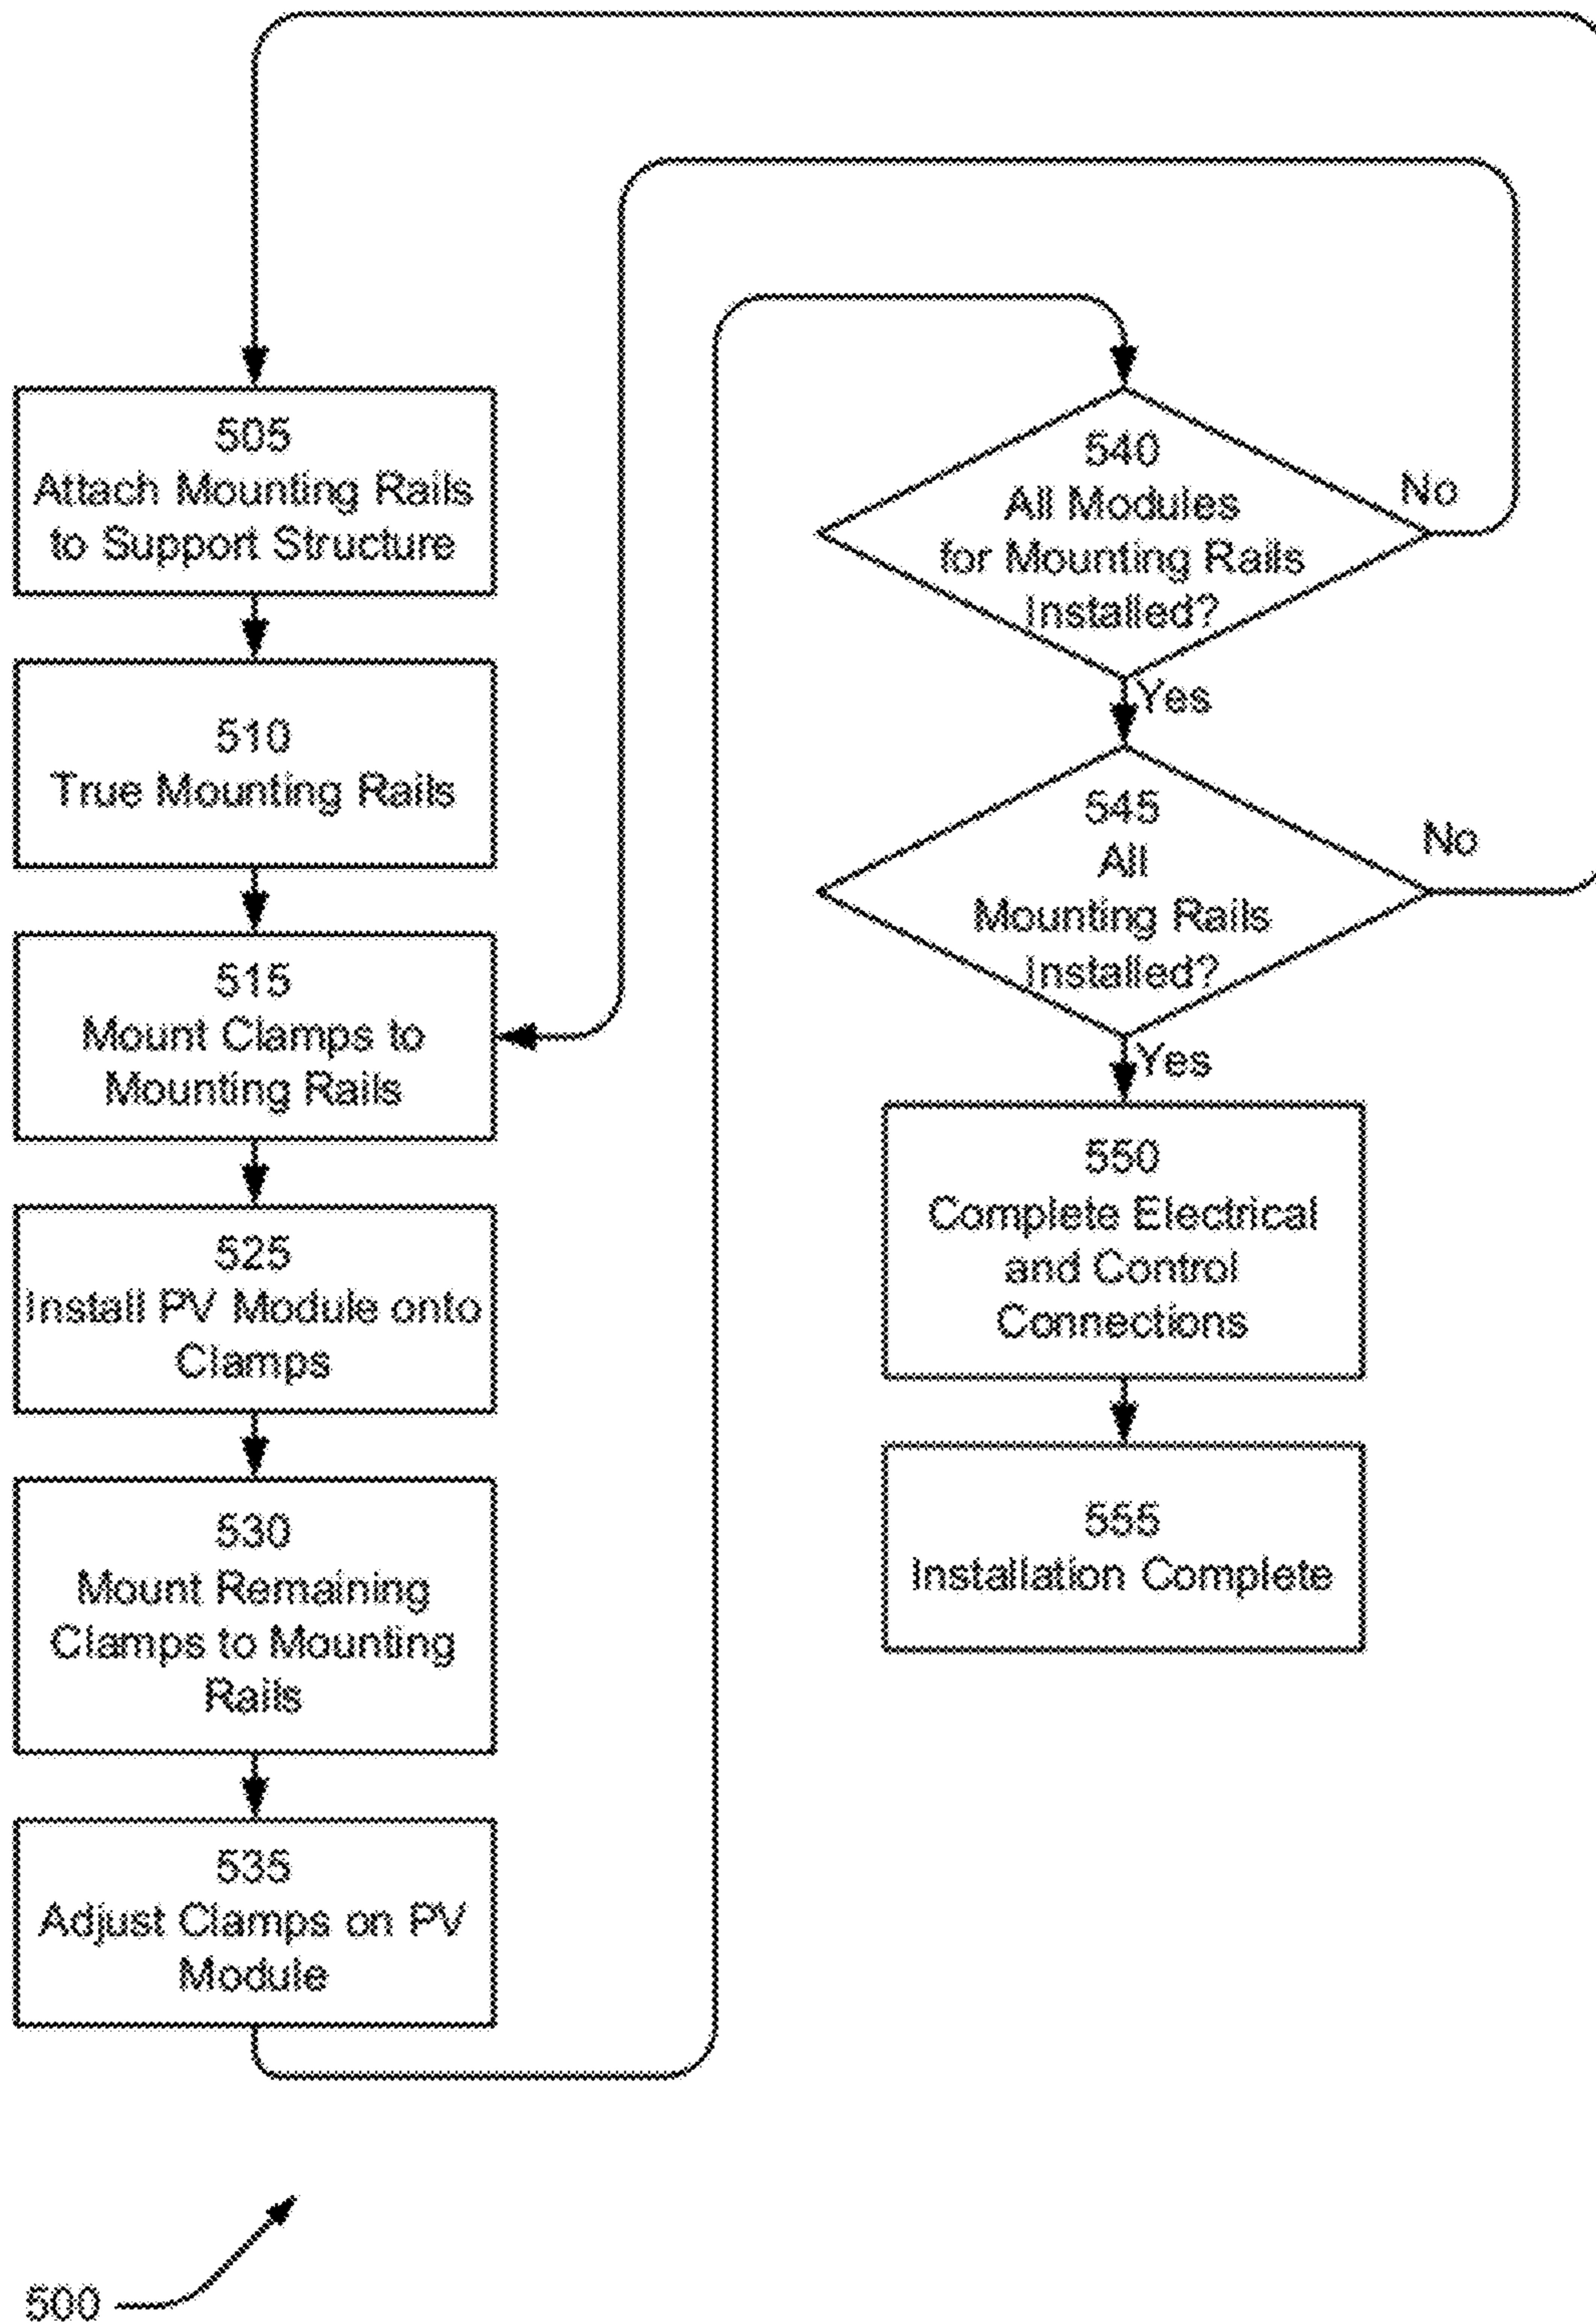 505
Attach Mounting Rails
to Support Structure
510
True Mounting Rails
515
Mount Clamps to
Mounting Rails
525
Install PV Module onto
Clamps
530
Mount Remaining
Clamps to Mounting
Rails
535
Adjust Clamps on PV
Module
540
All Modules
for Mounting Rails
Installed?
No
Yes
545
All
Mounting Rails
Installed?
No
Yes
550
Complete Electrical
and Control
Connections
555
Installation Complete
500